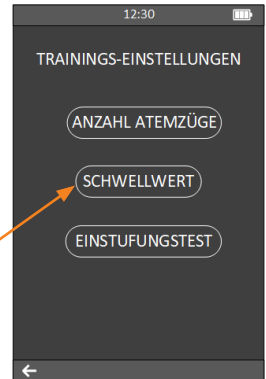 12:30
TRAININGS-EINSTELLUNGEN
ANZAHL ATEMZÜGE
SCHWELLWERT
EINSTUFUNGSTEST